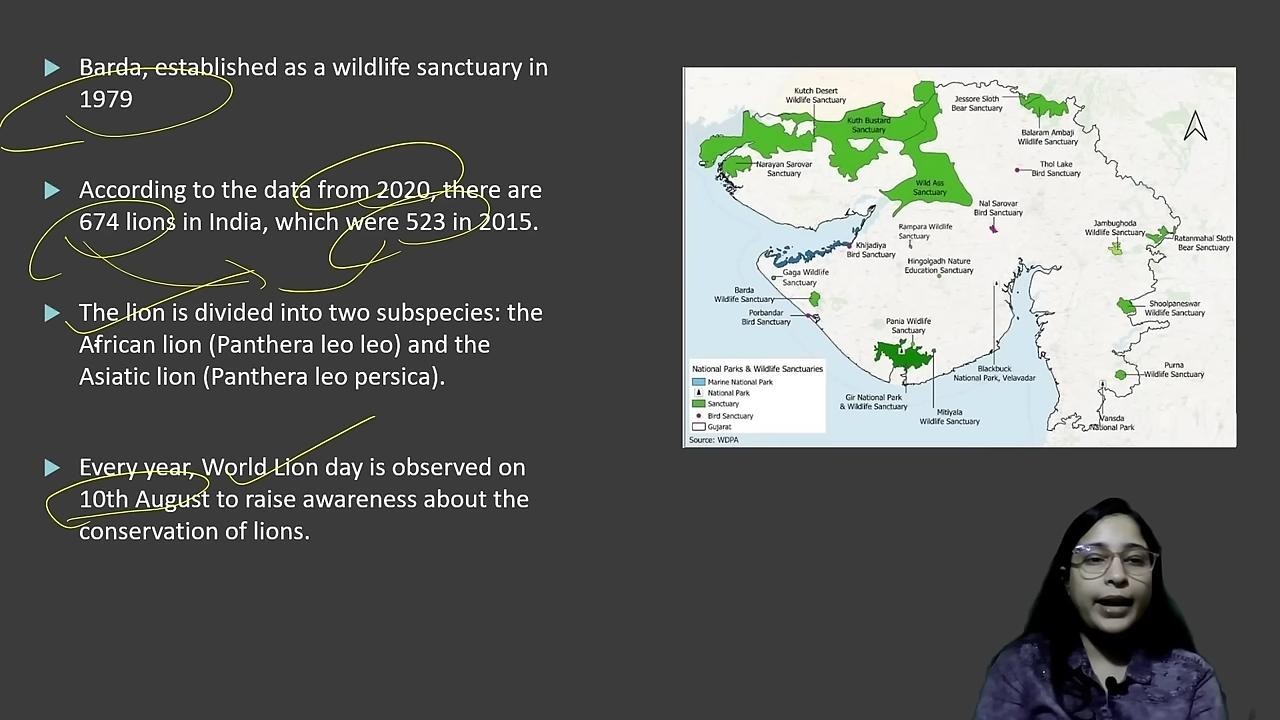 Barda, established as a wildlife sanctuary in
1979
According to the data from 2020, there are
674 lions in India, which were 523 in 2015.
The lion is divided into two subspecies: the
African lion (Panthera leo leo) and the
Asiatic lion (Panthera leo persica).
Every year, World Lion day is observed on
10th August to raise awareness about the
conservation of lions.
Kutch Desert
Wildlife Sanctuary
Jessore Sloth
Bear Sanctuary
Kuth Bustard
Sanctuary
Balaram Ambaji
Wildlife Sanctuary
Narayan Sarovar
Sanctuary
Thol Lake
Bird Sanctuary
Wild Ass
Sanctuary
Nal Sarovar
Bird Sanctuary
Rampara Wildlife
Sanctuary
Jambughoda
Wildlife Sanctuary
Ratanmahal Sloth
Bear Sanctuary
Khijadiya
Bird Sanctuary
Hingolgadh Nature
Education Sanctuary
Gaga Wildlife
Sanctuary
Barda
Wildlife Sanctuary
Porbandar
Bird Sanctuary
Shoolpaneswar
Wildlife Sanctuary
Pania Wildlife
Sanctuary
Blackbuck
National Park, Velavadar
Purna
Wildlife Sanctuary
Gir National Park
& Wildlife Sanctuary
Mitiyala
Wildlife Sanctuary
Vansda
National Park
National Parks & Wildlife Sanctuaries
Marine National Park
National Park
Sanctuary
Bird Sanctuary
Gujarat
Source: WDPA